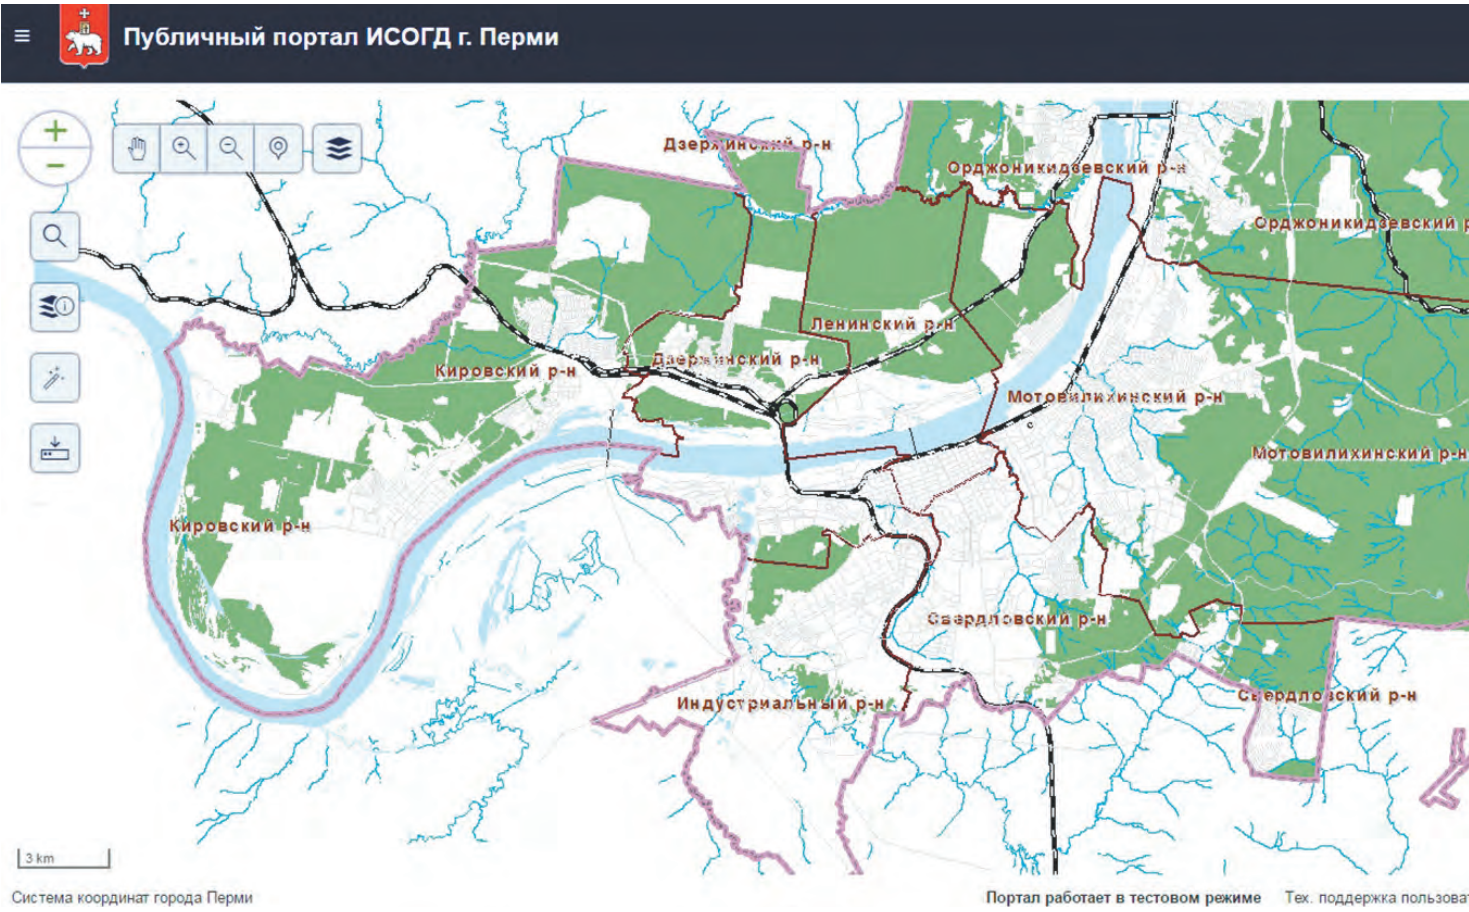 Публичный портал ИСОГД г. Перми
Дзержинский р-н
Орджоникидзевский р-н
Орджоникидзевский р
Ленинский р-н
Дзержинский р-н
Кировский р-н
Мотовилихинский р-н
Мотовилихинский р-н
Кировский р-н
Свердловский р-н
Свердловский р-н
Индустриальный р-н
3 km
Система координат города Перми
Портал работает в тестовом режиме
Тех. поддержка пользоват